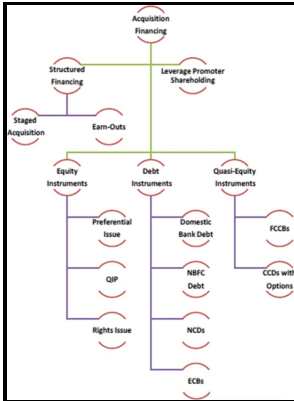 Acquisition
Financing
Structured
Financing
Leverage Promoter
Shareholding
Staged
Acquisition
Earn-Outs
Equity
Instruments
Debt
Instruments
Quasi-Equity
Instruments
Preferential
Issue
Domestic
Bank Debt
FCCBs
QIP
NBFC
Debt
CCDs with
Options
Rights Issue
NCDs
ECBs